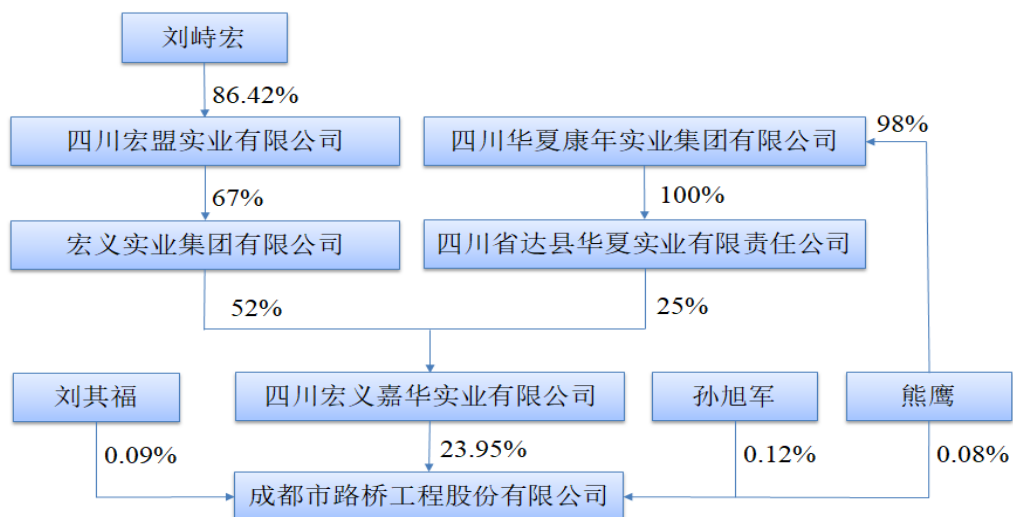 刘峙宏
86.42%
四川宏盟实业有限公司
四川华夏康年实业集团有限公司
98%
67%
100%
宏义实业集团有限公司
四川省达县华夏实业有限责任公司
52%
25%
刘其福
四川宏义嘉华实业有限公司
孙旭军
熊鹰
0.09%
23.95%
0.12%
0.08%
成都市路桥工程股份有限公司